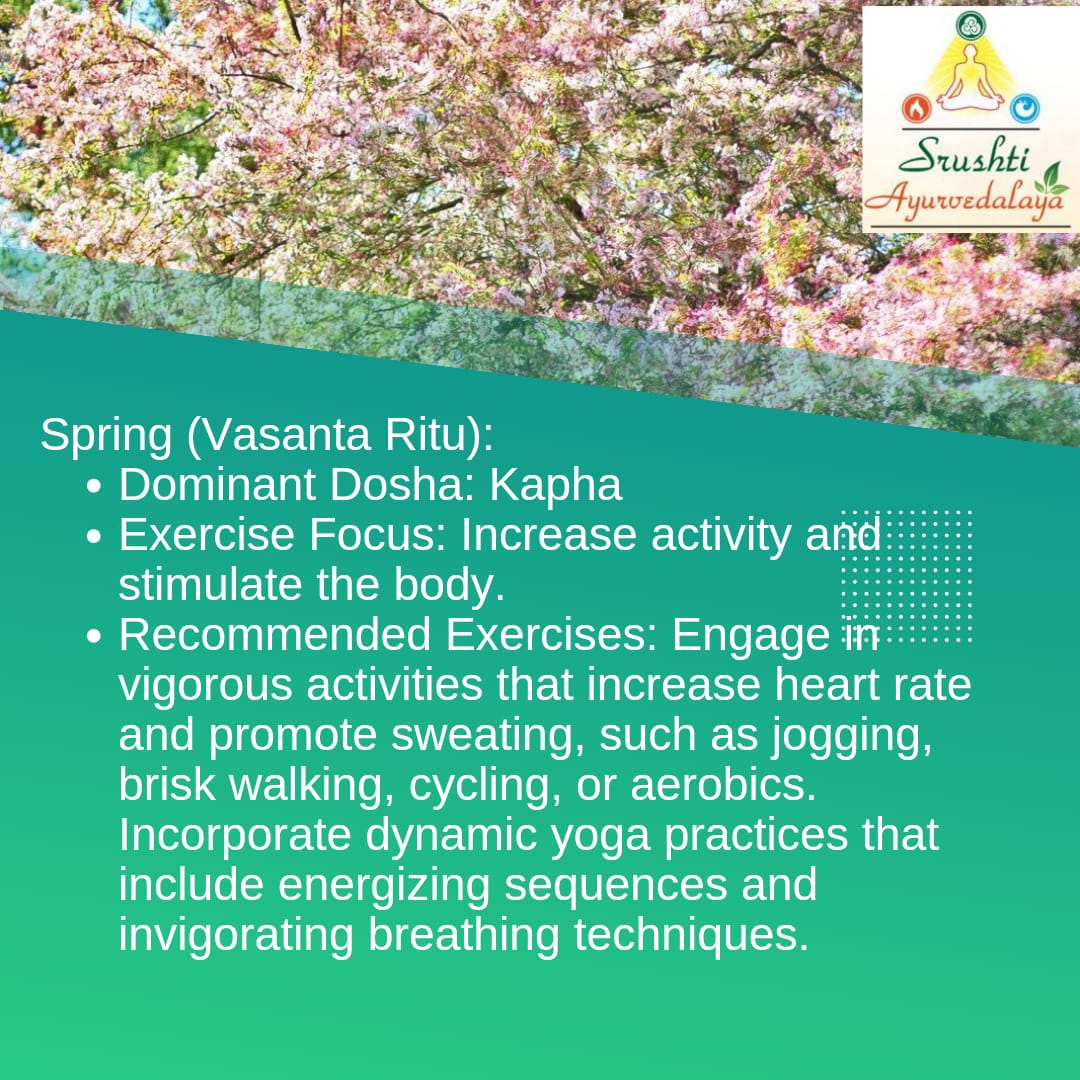 Srushti
Ayurvedalaya
Spring (Vasanta Ritu):
• Dominant Dosha: Kapha
• Exercise Focus: Increase activity and
stimulate the body.
• Recommended Exercises: Engage in
vigorous activities that increase heart rate
and promote sweating, such as jogging,
brisk walking, cycling, or aerobics.
Incorporate dynamic yoga practices that
include energizing sequences and
invigorating breathing techniques.